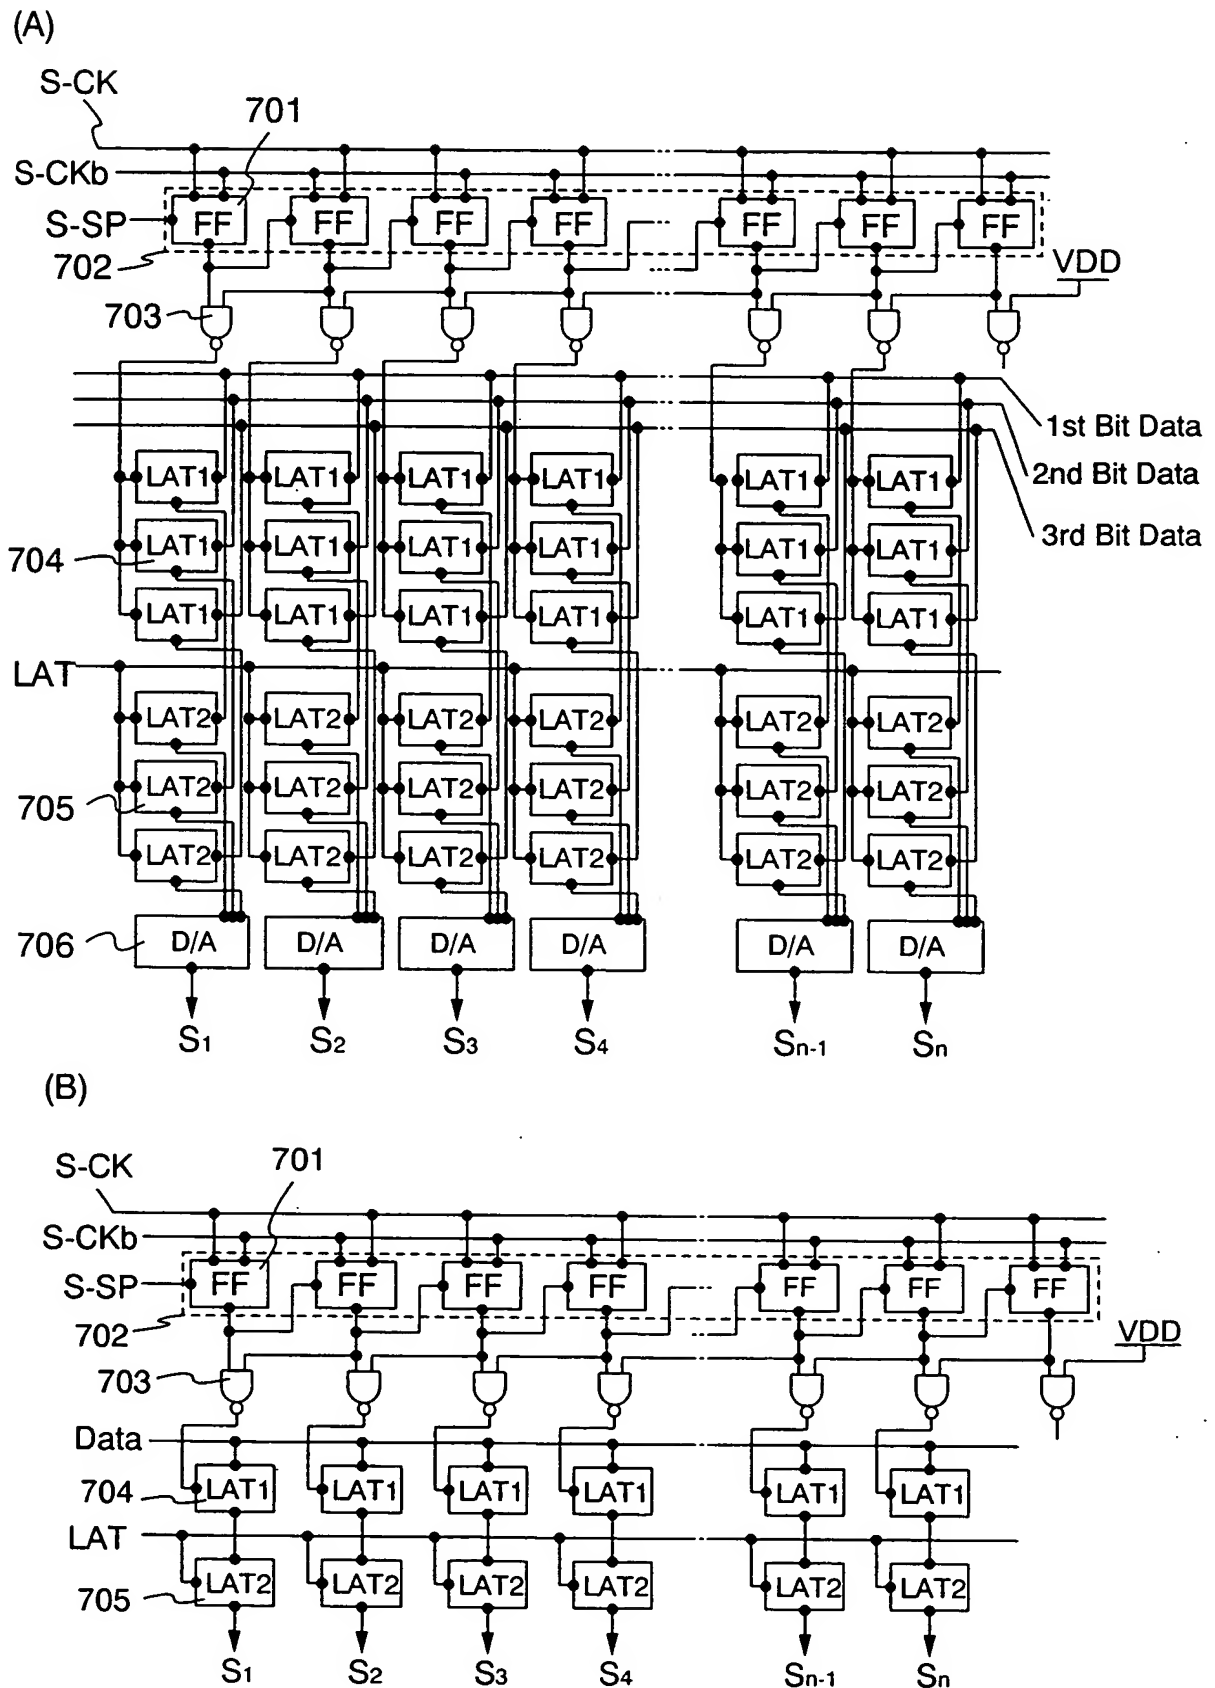 (A)
S-CK
701
S-CKb
S-SP FF FF FF FF FF FF FF
702
VDD
703
1st Bit Data
LAT1 LAT1 LAT1 LAT1 LAT1 LAT1
2nd Bit Data
704 LAT1 LAT1 LAT1 LAT1 LAT1 LAT1
3rd Bit Data
LAT1 LAT1 LAT1 LAT1 LAT1 LAT1
LAT
LAT2 LAT2 LAT2 LAT2 LAT2 LAT2
705 LAT2 LAT2 LAT2 LAT2 LAT2 LAT2
LAT2 LAT2 LAT2 LAT2 LAT2 LAT2
706 D/A D/A D/A D/A D/A D/A
S1 S2 S3 S4 Sn-1 Sn
(B)
S-CK
701
S-CKb
S-SP FF FF FF FF FF FF FF
702
VDD
703
Data
704 LAT1 LAT1 LAT1 LAT1 LAT1 LAT1
LAT
705 LAT2 LAT2 LAT2 LAT2 LAT2 LAT2
S1 S2 S3 S4 Sn-1 Sn